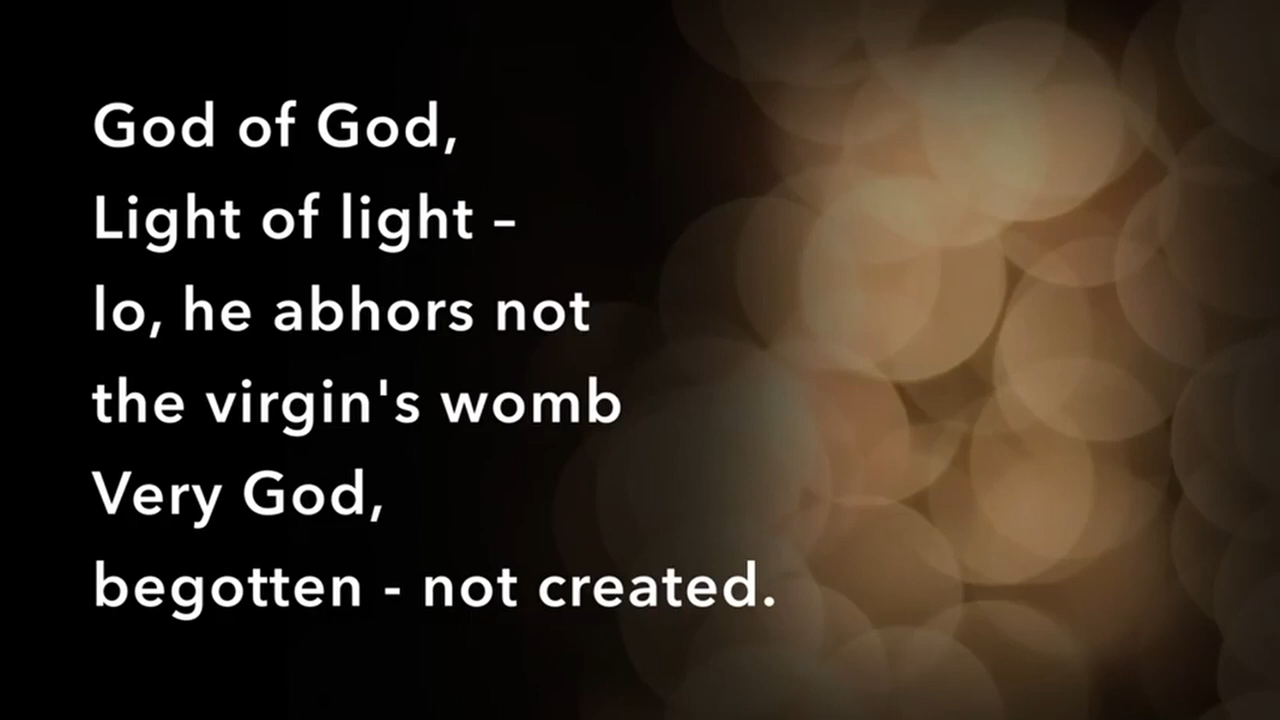 God of God,
Light of light –
lo, he abhors not
the virgin's womb
Very God,
begotten - not created.